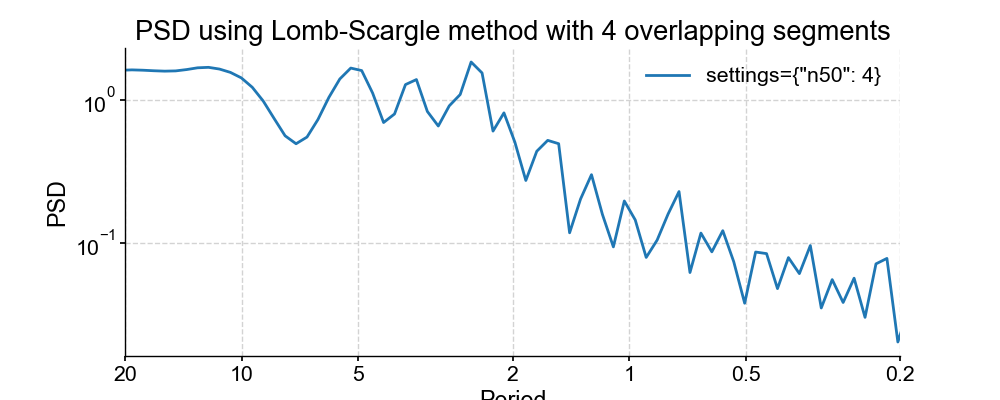 PSD using Lomb-Scargle method with 4 overlapping segments
settings={"n50": 4}
PSD
10⁰
10⁻¹
20 10 5 2 1 0.5 0.2
Period